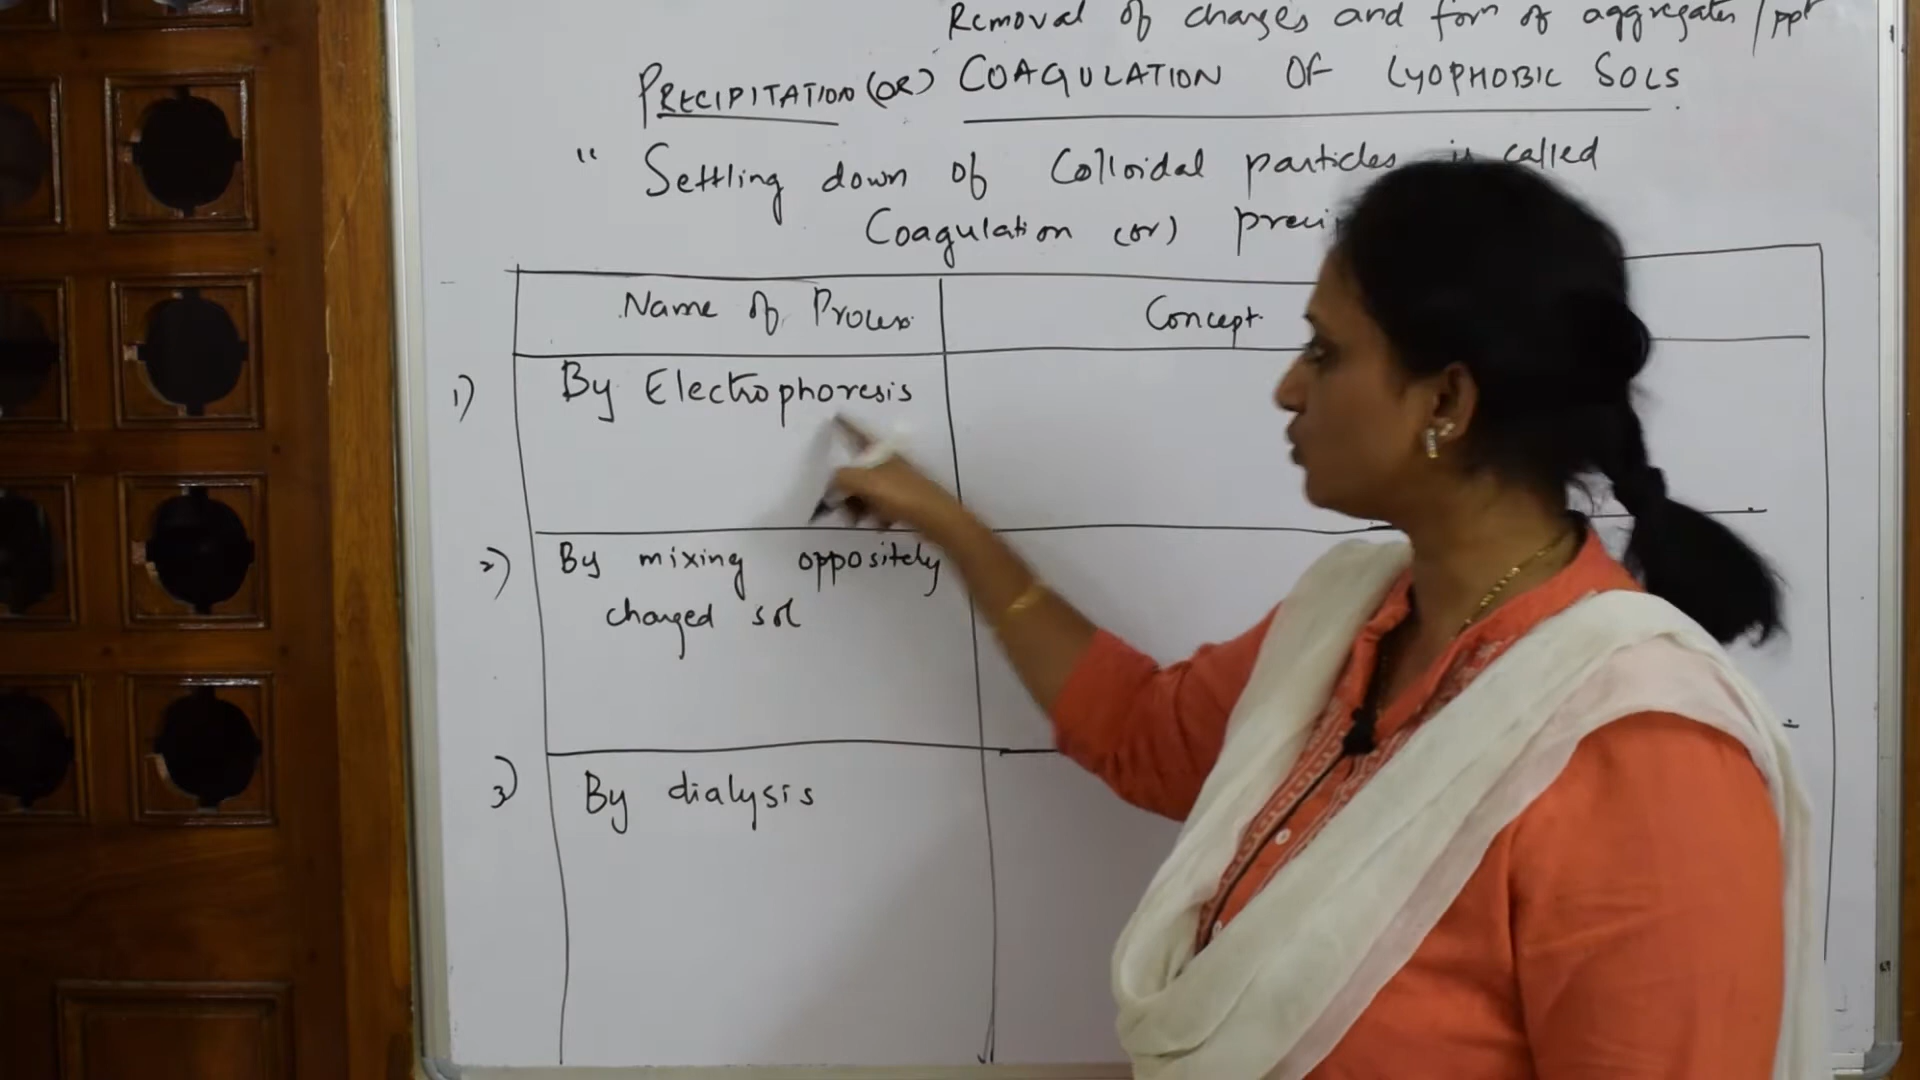 Removal of charges and formⁿ of aggregates / ppt
PRECIPITATION (OR) COAGULATION OF LYOPHOBIC SOLS
" Settling down of Colloidal particles is called
Coagulation (or)
Name of Process Concept
1) By Electrophoresis
2) By mixing oppositely
charged sol
3) By dialysis